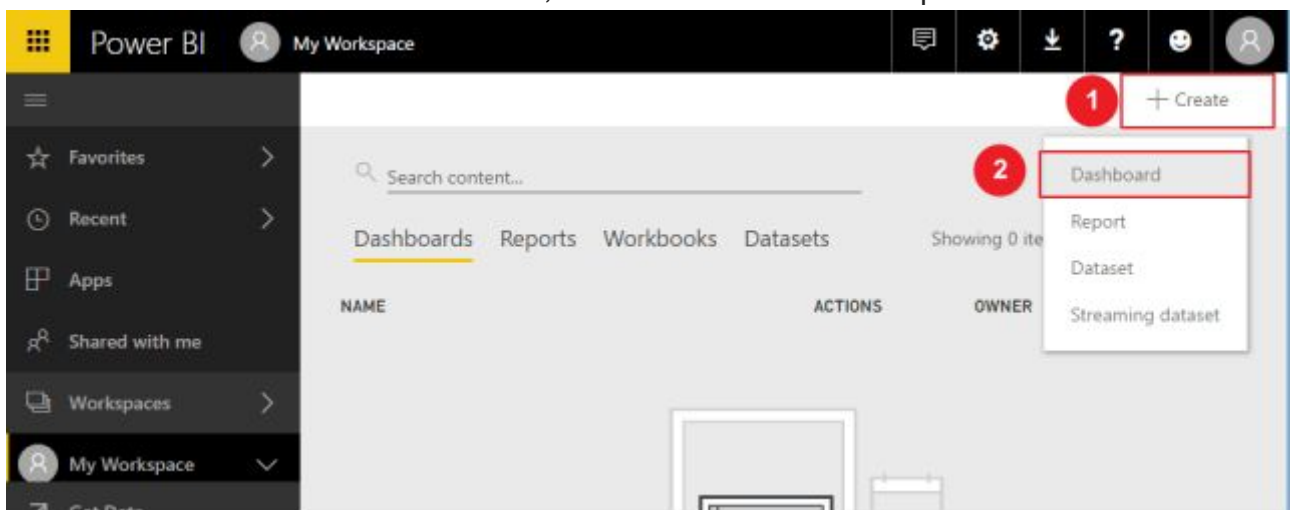 Power BI My Workspace ?
1 + Create
Favorites
Search content...
2 Dashboard
Recent
Report
Dashboards Reports Workbooks Datasets Showing 0 ite
Dataset
Apps
NAME ACTIONS OWNER
Streaming dataset
Shared with me
Workspaces
My Workspace